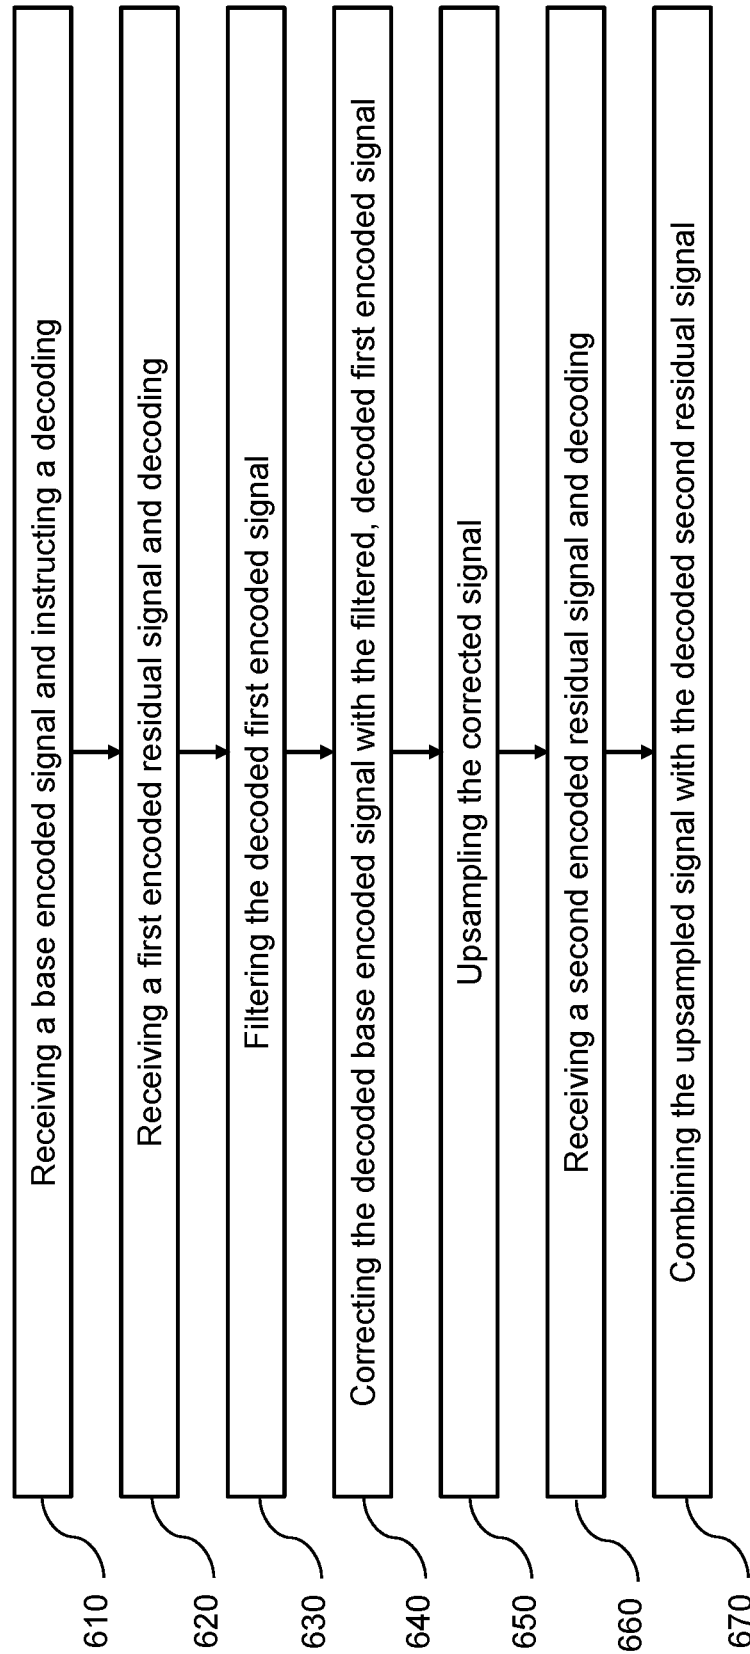 610
Receiving a base encoded signal and instructing a decoding
620
Receiving a first encoded residual signal and decoding
630
Filtering the decoded first encoded signal
640
Correcting the decoded base encoded signal with the filtered, decoded first encoded signal
650
Upsampling the corrected signal
660
Receiving a second encoded residual signal and decoding
670
Combining the upsampled signal with the decoded second residual signal